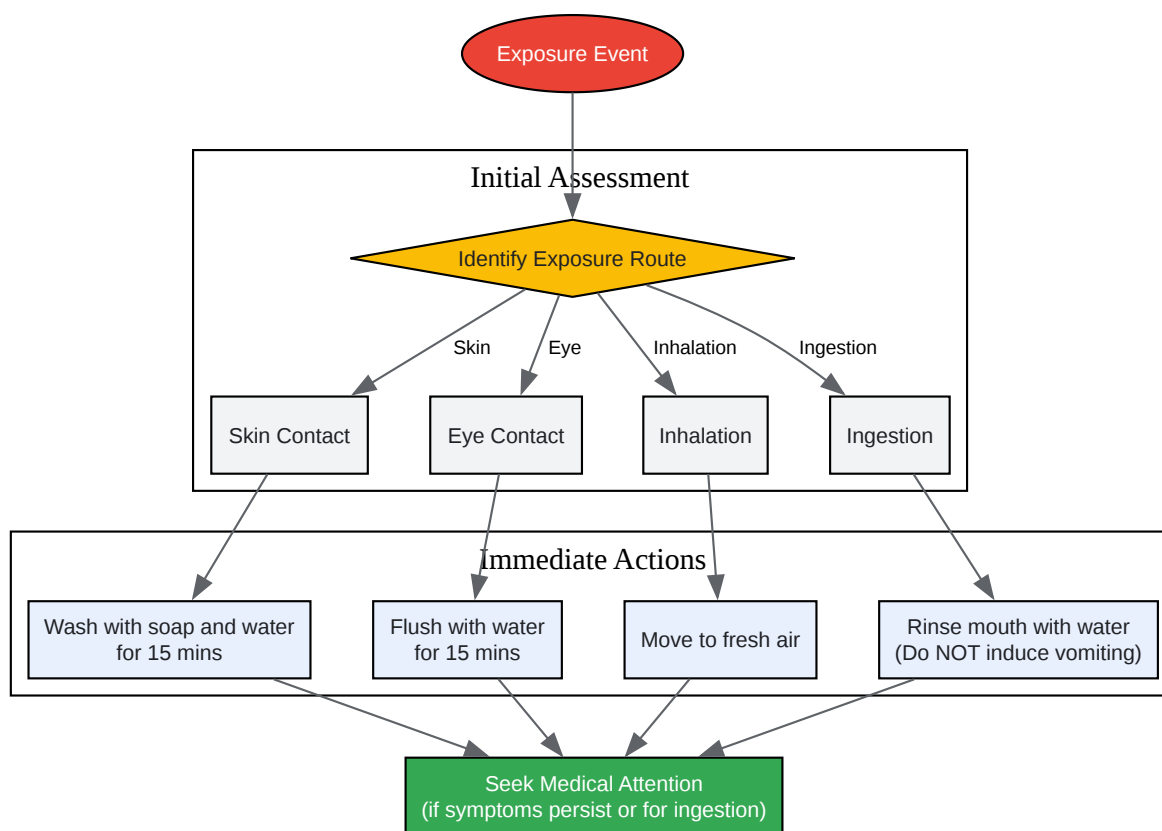 Exposure Event
Initial Assessment
Identify Exposure Route
Skin
Eye
Inhalation
Ingestion
Skin Contact
Eye Contact
Inhalation
Ingestion
Immediate Actions
Wash with soap and water
for 15 mins
Flush with water
for 15 mins
Move to fresh air
Rinse mouth with water
(Do NOT induce vomiting)
Seek Medical Attention
(if symptoms persist or for ingestion)